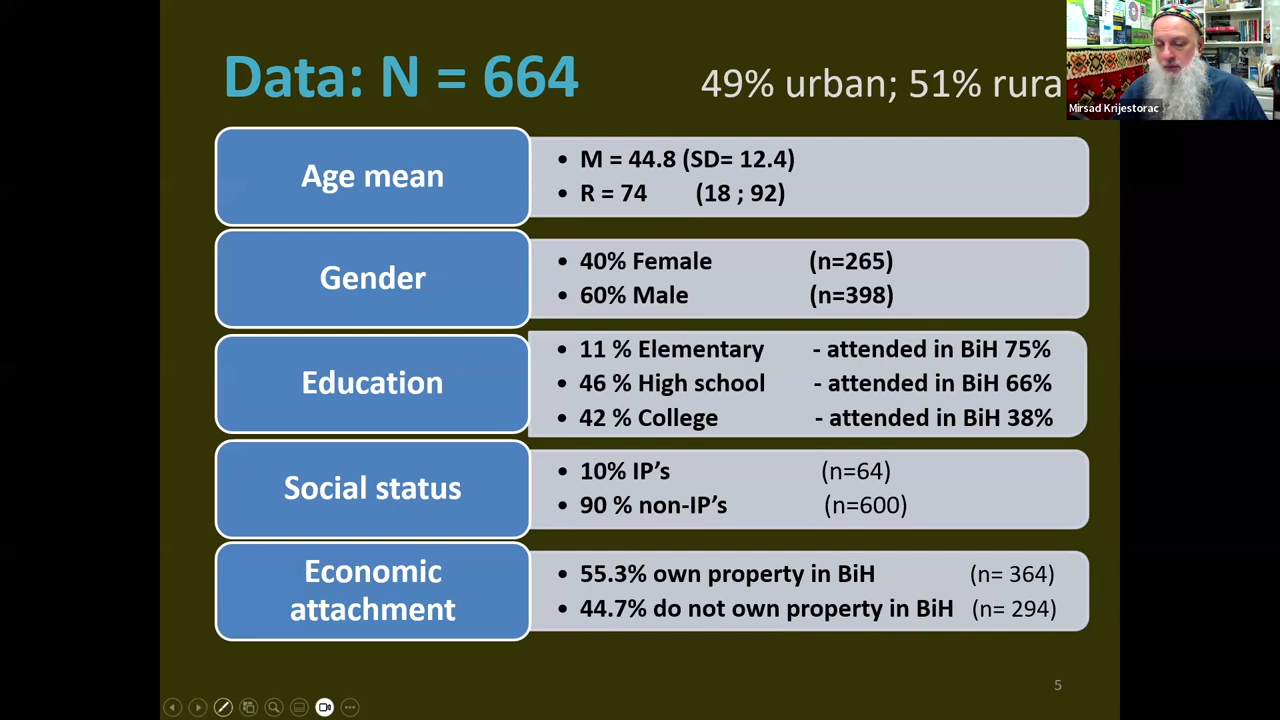 Data: N = 664
49% urban; 51% rura
Mirsad Krijestorac
Age mean
• M = 44.8 (SD= 12.4)
• R = 74 (18 ; 92)
Gender
• 40% Female (n=265)
• 60% Male (n=398)
Education
• 11 % Elementary - attended in BiH 75%
• 46 % High school - attended in BiH 66%
• 42 % College - attended in BiH 38%
Social status
• 10% IP’s (n=64)
• 90 % non-IP’s (n=600)
Economic
attachment
• 55.3% own property in BiH (n= 364)
• 44.7% do not own property in BiH (n= 294)
5